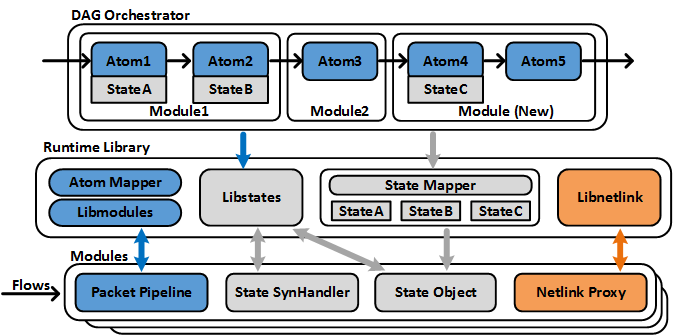 DAG Orchestrator
Atom1
Atom2
Atom3
Atom4
Atom5
StateA
StateB
StateC
Module1
Module2
Module (New)
Runtime Library
Atom Mapper
Libmodules
Libstates
State Mapper
StateA
StateB
StateC
Libnetlink
Modules
Flows
Packet Pipeline
State SynHandler
State Object
Netlink Proxy